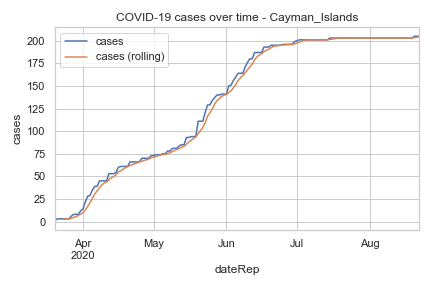 COVID-19 cases over time - Cayman_Islands
cases
cases (rolling)
200
175
150
125
100
75
50
25
0
cases
Apr
2020
May
Jun
Jul
Aug
dateRep